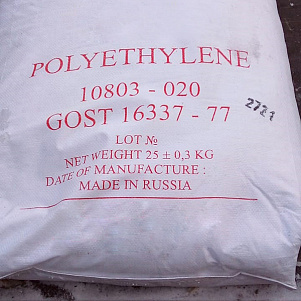 POLYETHYLENE
10803 - 020
GOST 16337 - 77
2721
LOT №
NET WEIGHT 25 ± 0,3 KG
DATE OF MANUFACTURE :
MADE IN RUSSIA